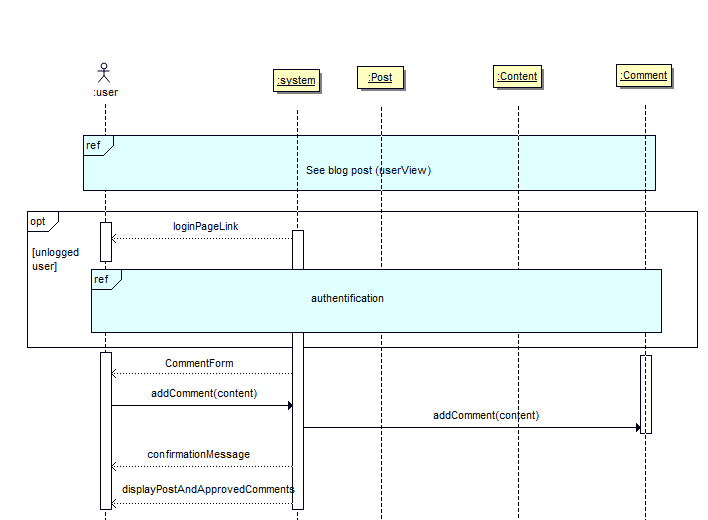 :user
:system
:Post
:Content
:Comment
ref
See blog post (userView)
opt
loginPageLink
[unlogged
user]
ref
authentification
CommentForm
addComment(content)
addComment(content)
confirmationMessage
displayPostAndApprovedComments